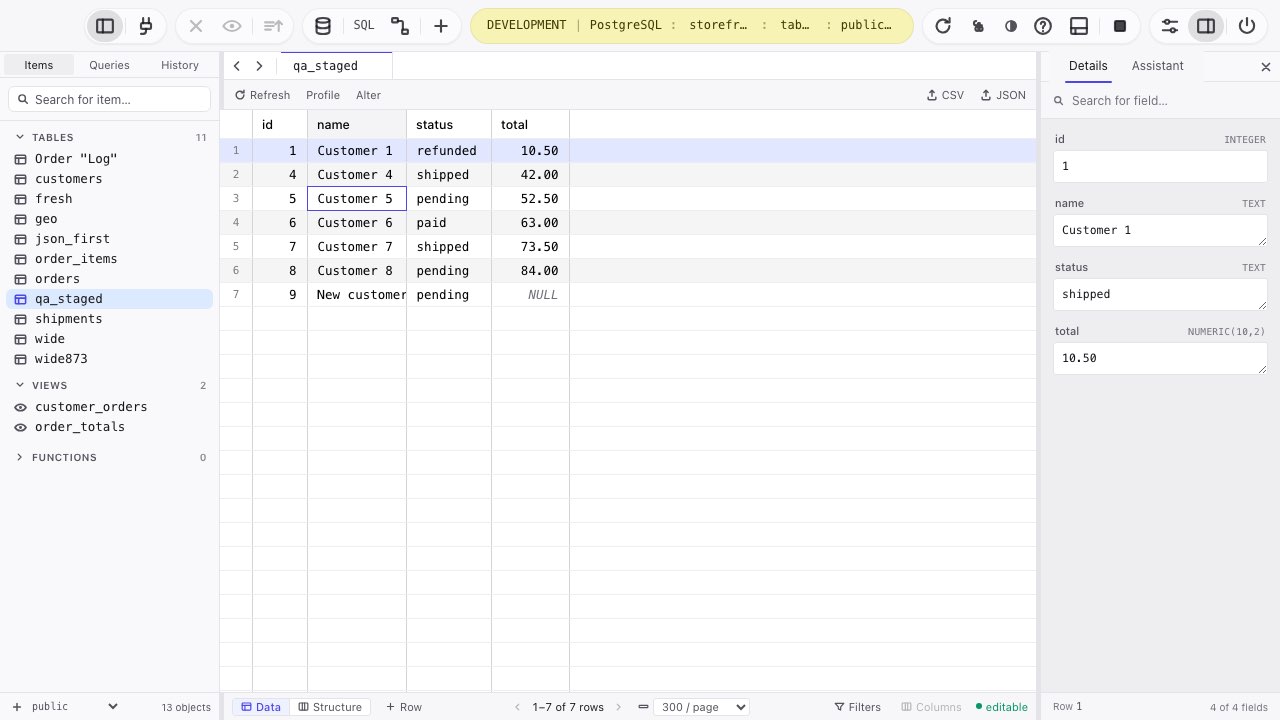 SQL
DEVELOPMENT | PostgreSQL : storefr… : tab… : public…
Items Queries History
qa_staged
Details Assistant
Search for item...
Refresh Profile Alter
CSV JSON
Search for field...
TABLES 11
Order "Log"
customers
fresh
geo
json_first
order_items
orders
qa_staged
shipments
wide
wide873
VIEWS 2
customer_orders
order_totals
FUNCTIONS 0
id name status total
1 1 Customer 1 refunded 10.50
2 4 Customer 4 shipped 42.00
3 5 Customer 5 pending 52.50
4 6 Customer 6 paid 63.00
5 7 Customer 7 shipped 73.50
6 8 Customer 8 pending 84.00
7 9 New customer pending NULL
id INTEGER
1
name TEXT
Customer 1
status TEXT
shipped
total NUMERIC(10,2)
10.50
public 13 objects
Data Structure + Row
1–7 of 7 rows
300 / page
Filters Columns editable
Row 1 4 of 4 fields